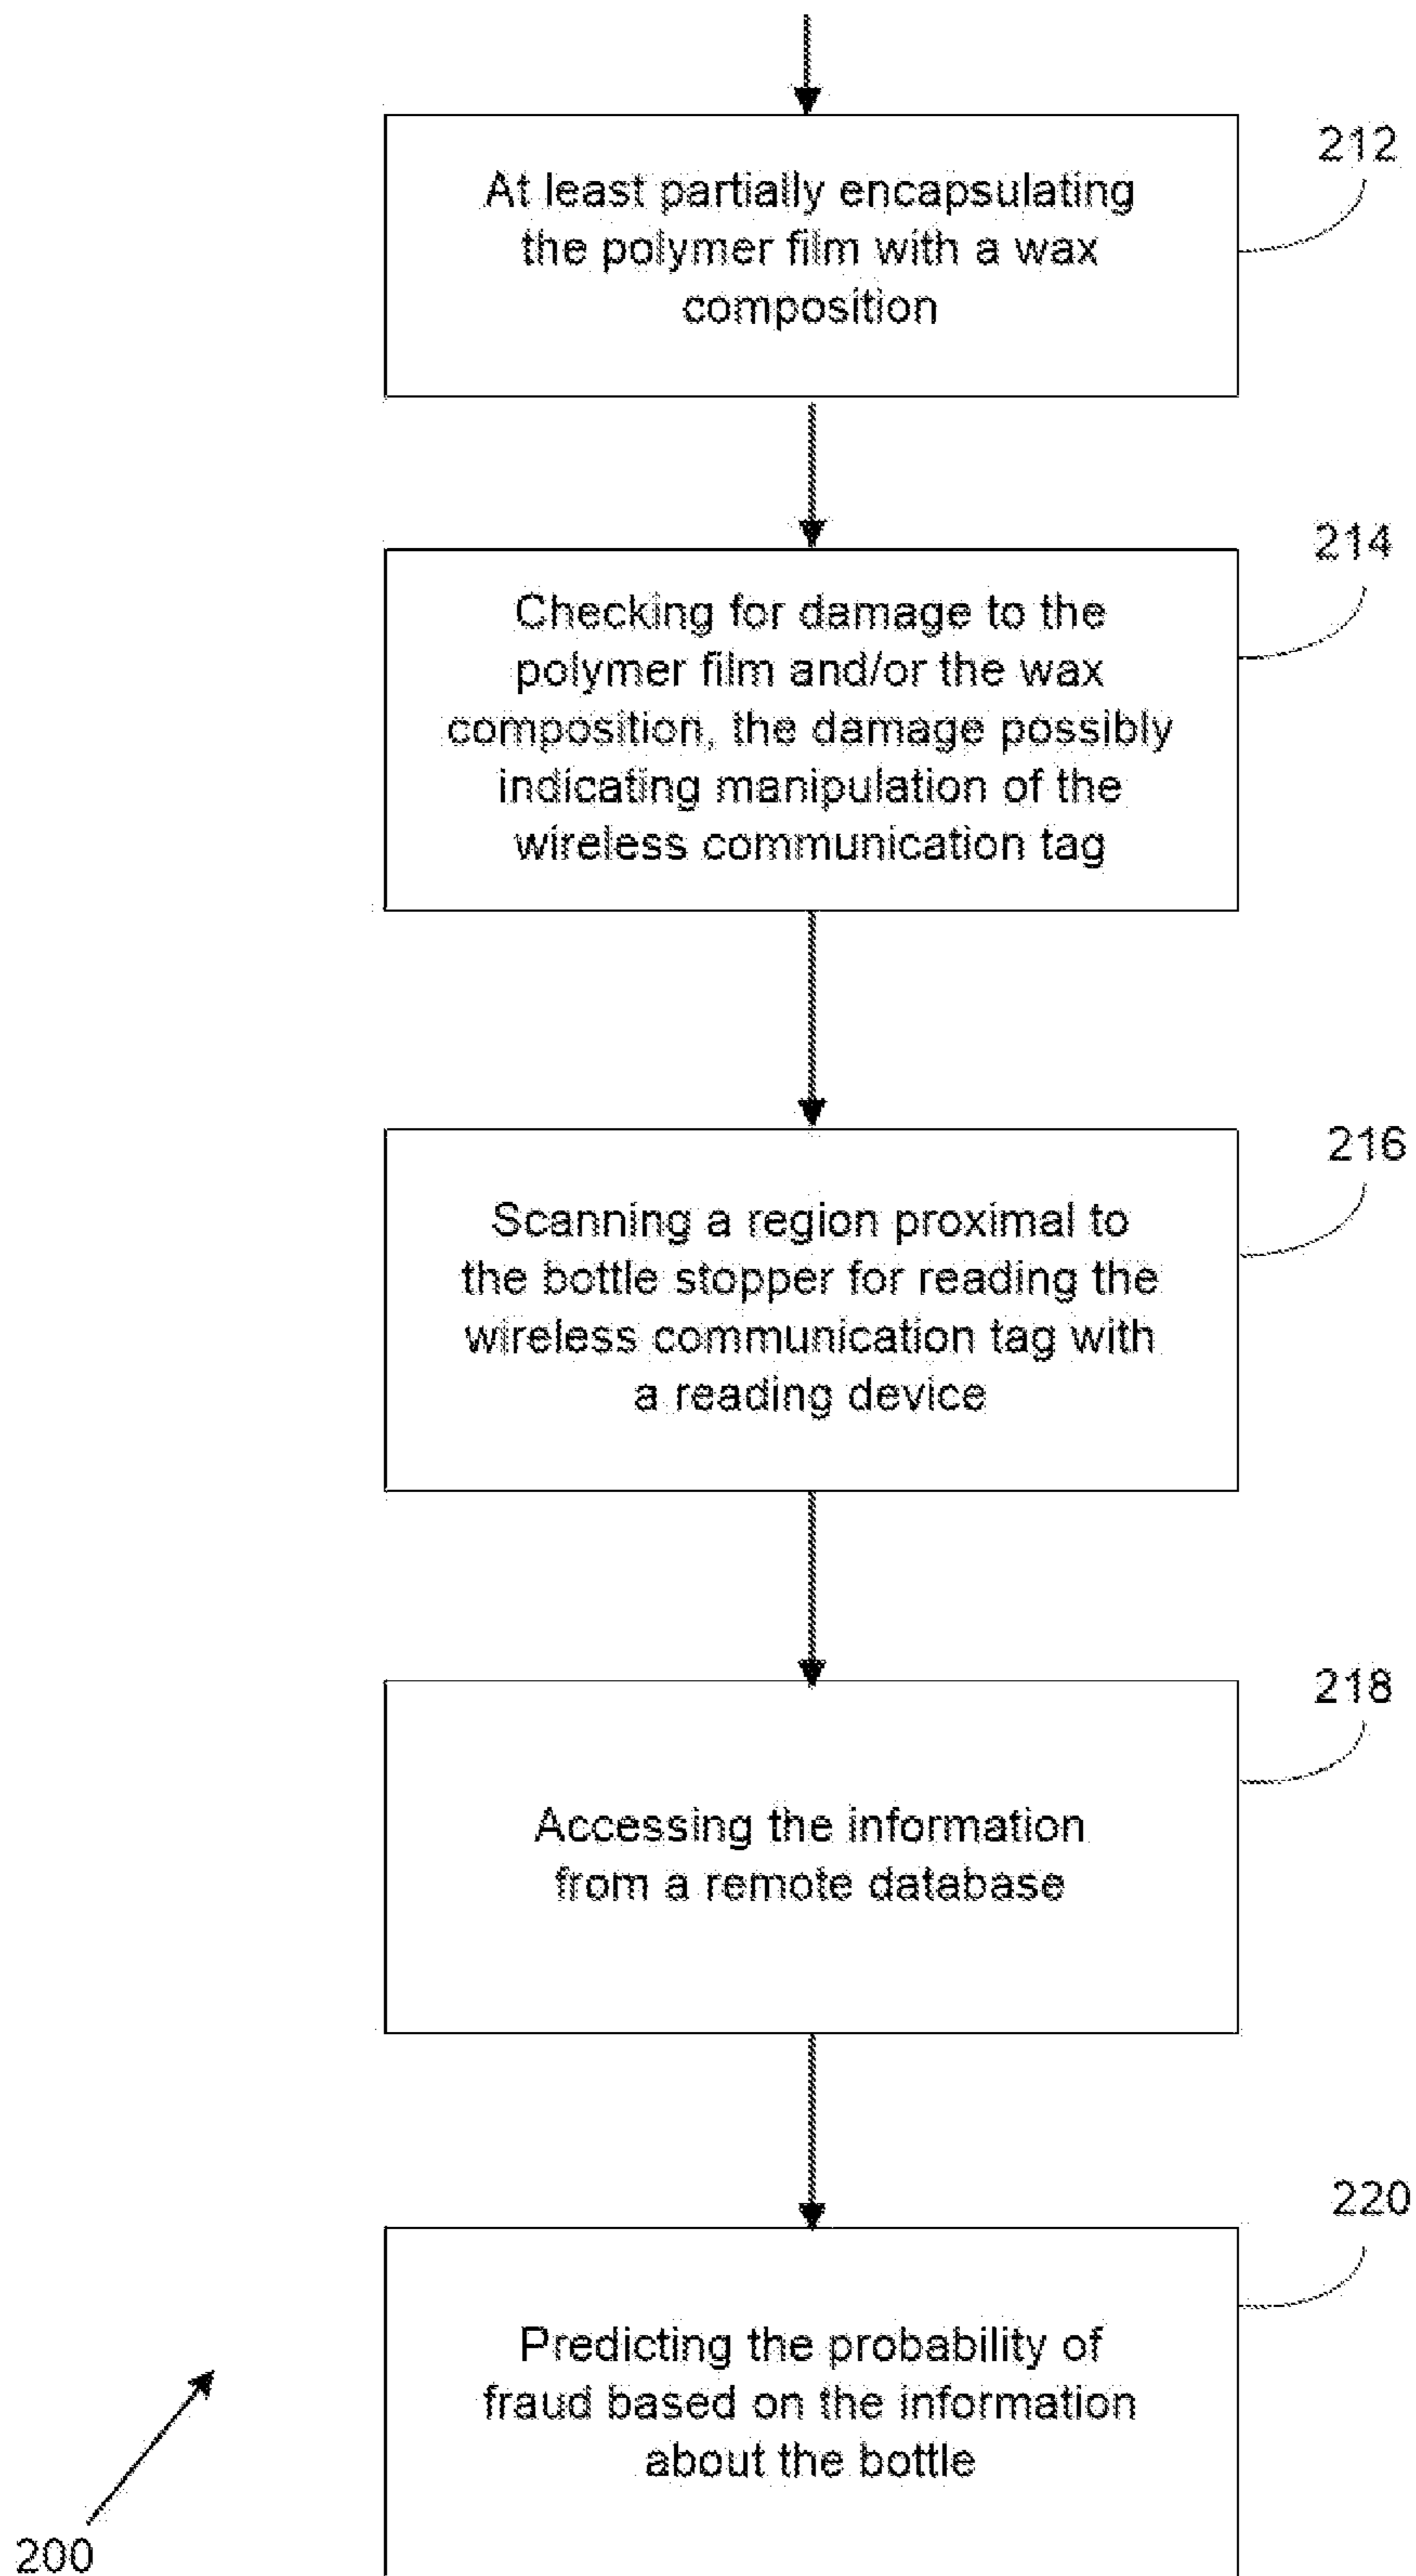 At least partially encapsulating
the polymer film with a wax
composition
212
Checking for damage to the
polymer film and/or the wax
composition, the damage possibly
indicating manipulation of the
wireless communication tag
214
Scanning a region proximal to
the bottle stopper for reading the
wireless communication tag with
a reading device
216
Accessing the information
from a remote database
218
Predicting the probability of
fraud based on the information
about the bottle
220
200